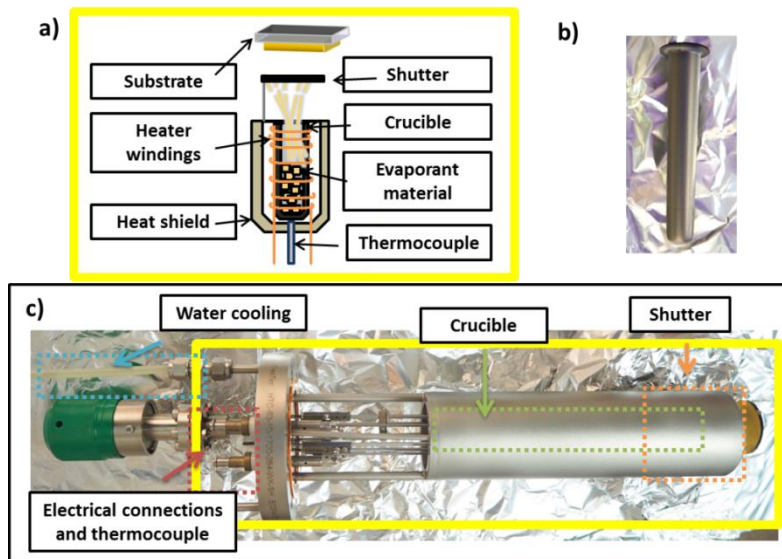 a)
Substrate
Shutter
Heater
windings
Crucible
Evaporant
material
Heat shield
Thermocouple
b)
c)
Water cooling
Crucible
Shutter
Electrical connections
and thermocouple